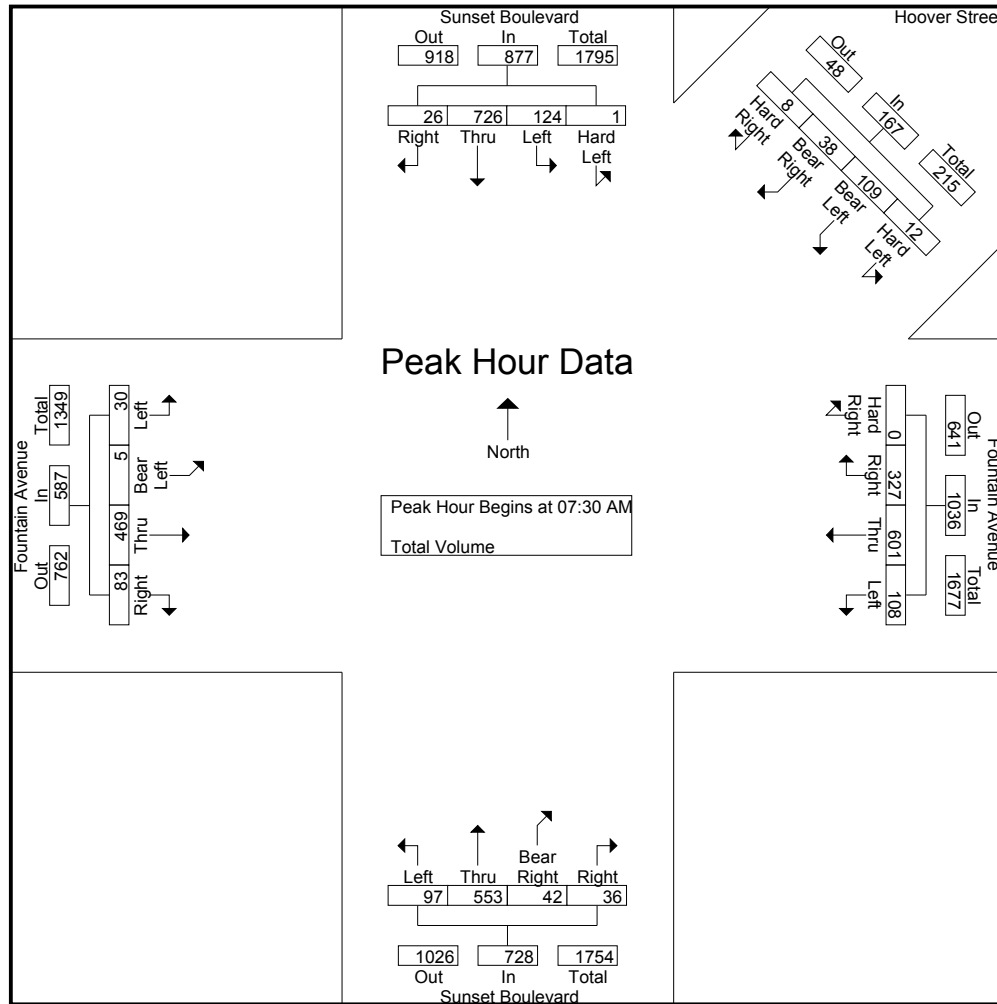 Sunset Boulevard
Out In Total
918 877 1795
26 726 124 1
Right Thru Left Hard Left
Hoover Stree
Out In Total
48 167 215
8 38 109 12
Hard Right Bear Right Bear Left Hard Left
Peak Hour Data
North
Peak Hour Begins at 07:30 AM
Total Volume
Fountain Avenue
Out In Total
762 587 1349
30 5 469 83
Left Bear Left Thru Right
Fountain Avenue
Out In Total
641 1036 1677
0 327 601 108
Hard Right Right Thru Left
Left Thru Bear Right Right
97 553 42 36
1026 728 1754
Out In Total
Sunset Boulevard